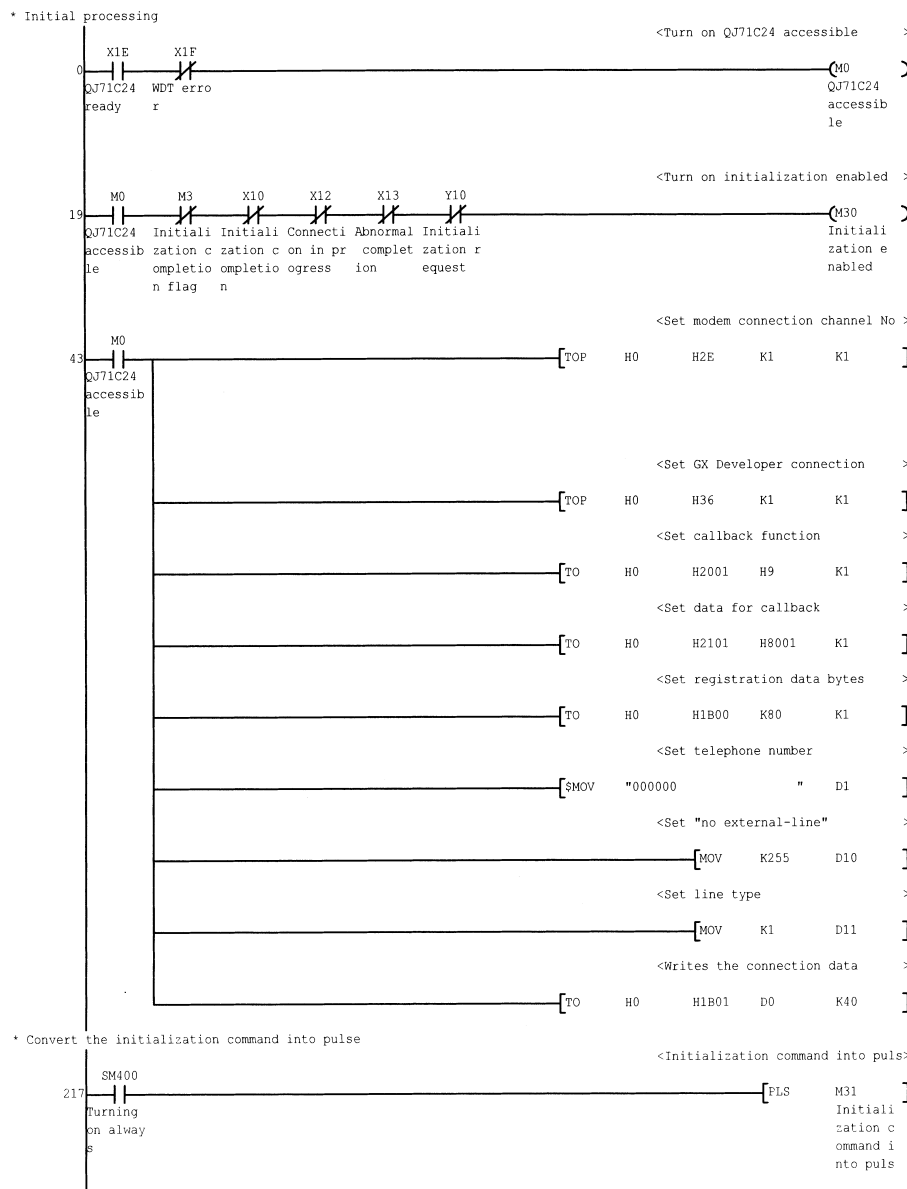 * Initial processing
<Turn on QJ71C24 accessible >
X1E X1F
0 (M0 )
QJ71C24 WDT erro QJ71C24
ready r accessib
le
<Turn on initialization enabled >
M0 M3 X10 X12 X13 Y10
19 (M30 )
QJ71C24 Initiali Initiali Connecti Abnormal Initiali Initiali
accessib zation c zation c on in pr complet zation r zation e
le ompletio ompletio ogress ion equest nabled
n flag n
<Set modem connection channel No >
M0
43 [TOP H0 H2E K1 K1 ]
QJ71C24
accessib
le
<Set GX Developer connection >
[TOP H0 H36 K1 K1 ]
<Set callback function >
[TO H0 H2001 H9 K1 ]
<Set data for callback >
[TO H0 H2101 H8001 K1 ]
<Set registration data bytes >
[TO H0 H1B00 K80 K1 ]
<Set telephone number >
[$MOV "000000 " D1 ]
<Set "no external-line" >
[MOV K255 D10 ]
<Set line type >
[MOV K1 D11 ]
<Writes the connection data >
[TO H0 H1B01 D0 K40 ]
* Convert the initialization command into pulse
<Initialization command into puls>
SM400
217 [PLS M31 ]
Turning Initiali
on alway zation c
s ommand i
nto puls